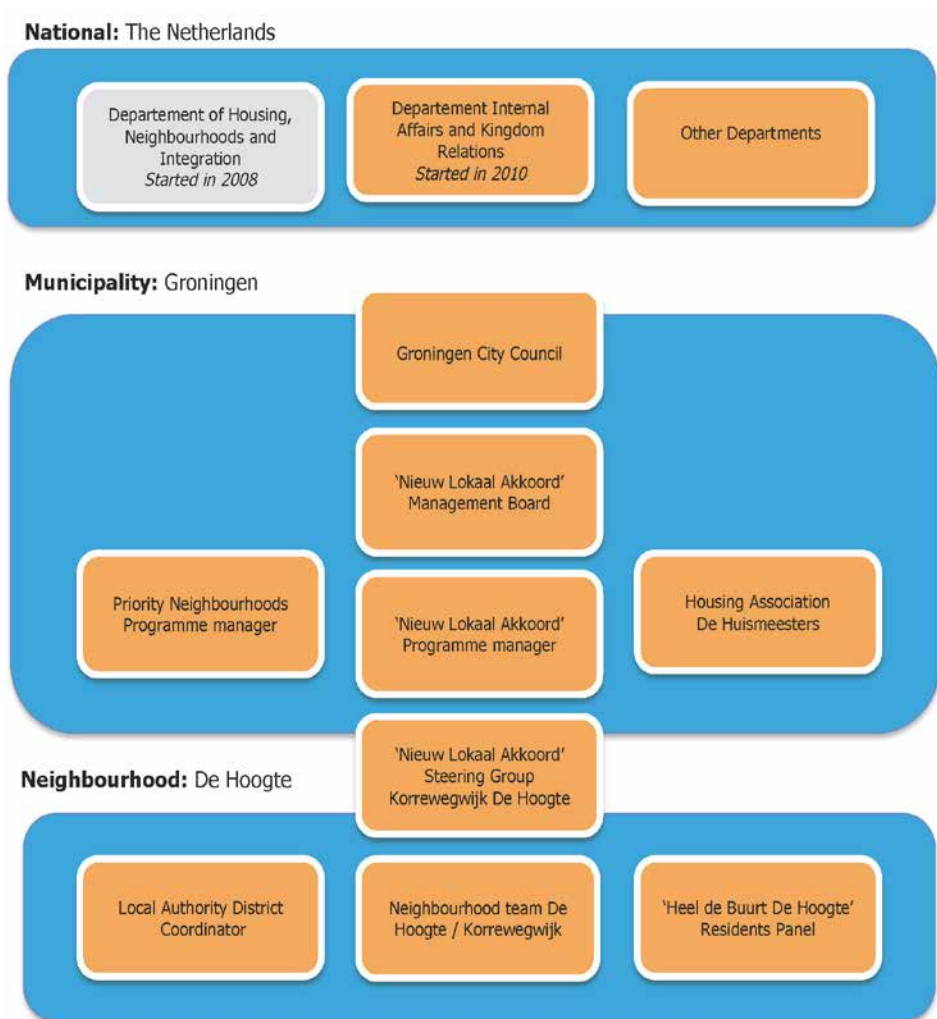 National: The Netherlands
Departement of Housing,
Neighbourhoods and
Integration
Started in 2008
Departement Internal
Affairs and Kingdom
Relations
Started in 2010
Other Departments
Municipality: Groningen
Groningen City Council
‘Nieuw Lokaal Akkoord’
Management Board
Priority Neighbourhoods
Programme manager
‘Nieuw Lokaal Akkoord’
Programme manager
Housing Association
De Huismeesters
‘Nieuw Lokaal Akkoord’
Steering Group
Korrewegwijk De Hoogte
Neighbourhood: De Hoogte
Local Authority District
Coordinator
Neighbourhood team De
Hoogte / Korrewegwijk
‘Heel de Buurt De Hoogte’
Residents Panel